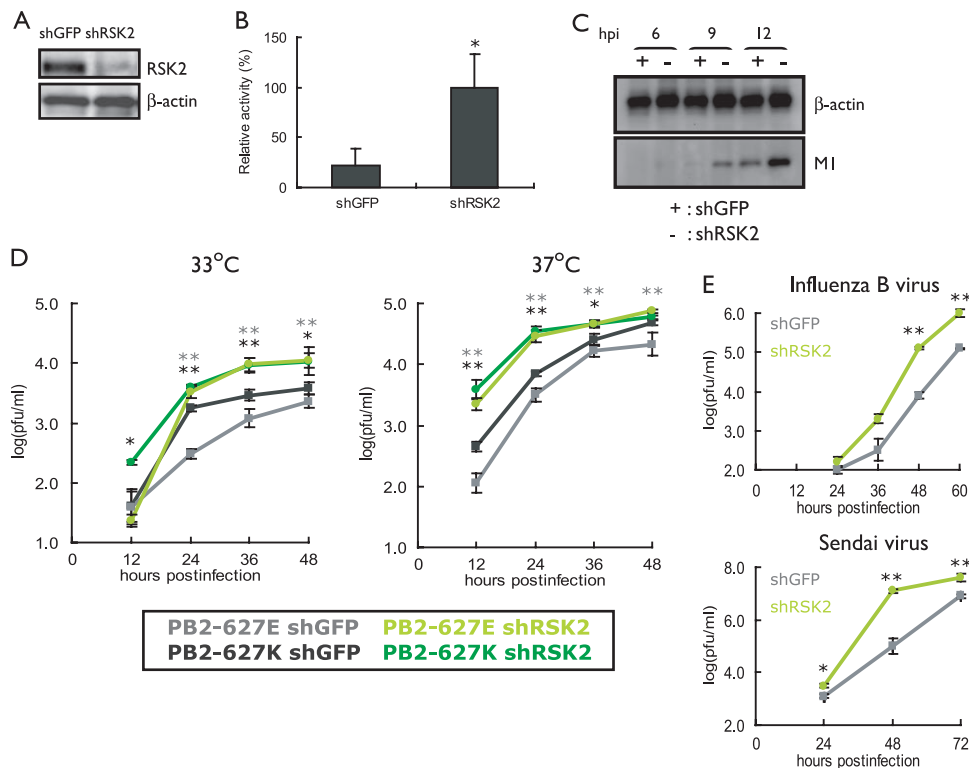 A
shGFP shRSK2
RSK2
β-actin
B
Relative activity (%)
150
100
50
0
*
shGFP
shRSK2
C
hpi 6 9 12
+ - + - + -
β-actin
M1
+ : shGFP
- : shRSK2
D
33°C
log(pfu/ml)
5.0
4.0
3.0
2.0
1.0
* ** ** ** ** ** *
0 12 24 36 48
hours postinfection
37°C
log(pfu/ml)
5.0
4.0
3.0
2.0
1.0
** ** ** ** ** * **
0 12 24 36 48
hours postinfection
PB2-627E shGFP PB2-627E shRSK2
PB2-627K shGFP PB2-627K shRSK2
E
Influenza B virus
shGFP
shRSK2
log(pfu/ml)
6.0
5.0
4.0
3.0
2.0
** **
0 12 24 36 48 60
hours postinfection
Sendai virus
shGFP
shRSK2
log(pfu/ml)
8.0
6.0
4.0
2.0
* ** **
0 24 48 72
hours postinfection